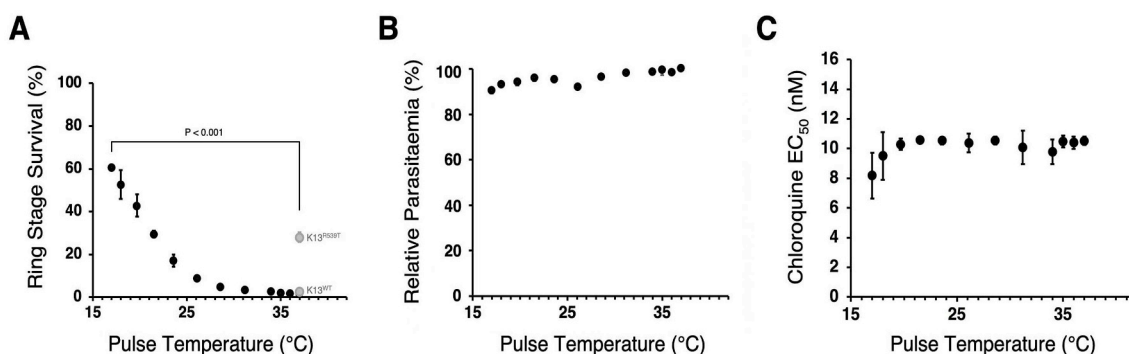 A
Ring Stage Survival (%)
100
80
60
40
20
0
P < 0.001
K13R539T
K13WT
15
25
35
Pulse Temperature (°C)
B
Relative Parasitaemia (%)
100
80
60
40
20
0
15
25
35
Pulse Temperature (°C)
C
Chloroquine EC50 (nM)
16
14
12
10
8
6
4
2
0
15
25
35
Pulse Temperature (°C)